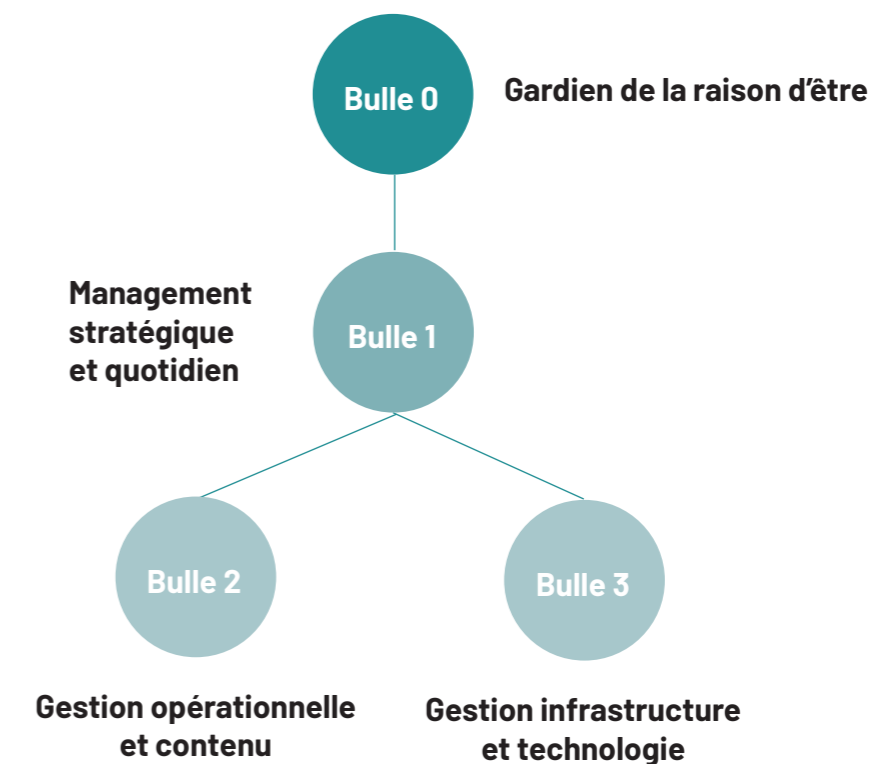 Bulle 0
Gardien de la raison d’être
Management
stratégique
et quotidien
Bulle 1
Bulle 2
Bulle 3
Gestion opérationnelle
et contenu
Gestion infrastructure
et technologie